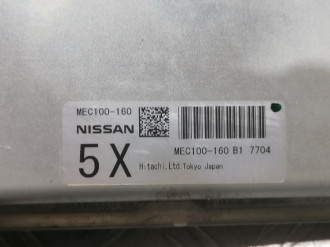 MEC100-160
NISSAN
5X
MEC100-160 B1 7704
Hitachi.Ltd.Tokyo Japan